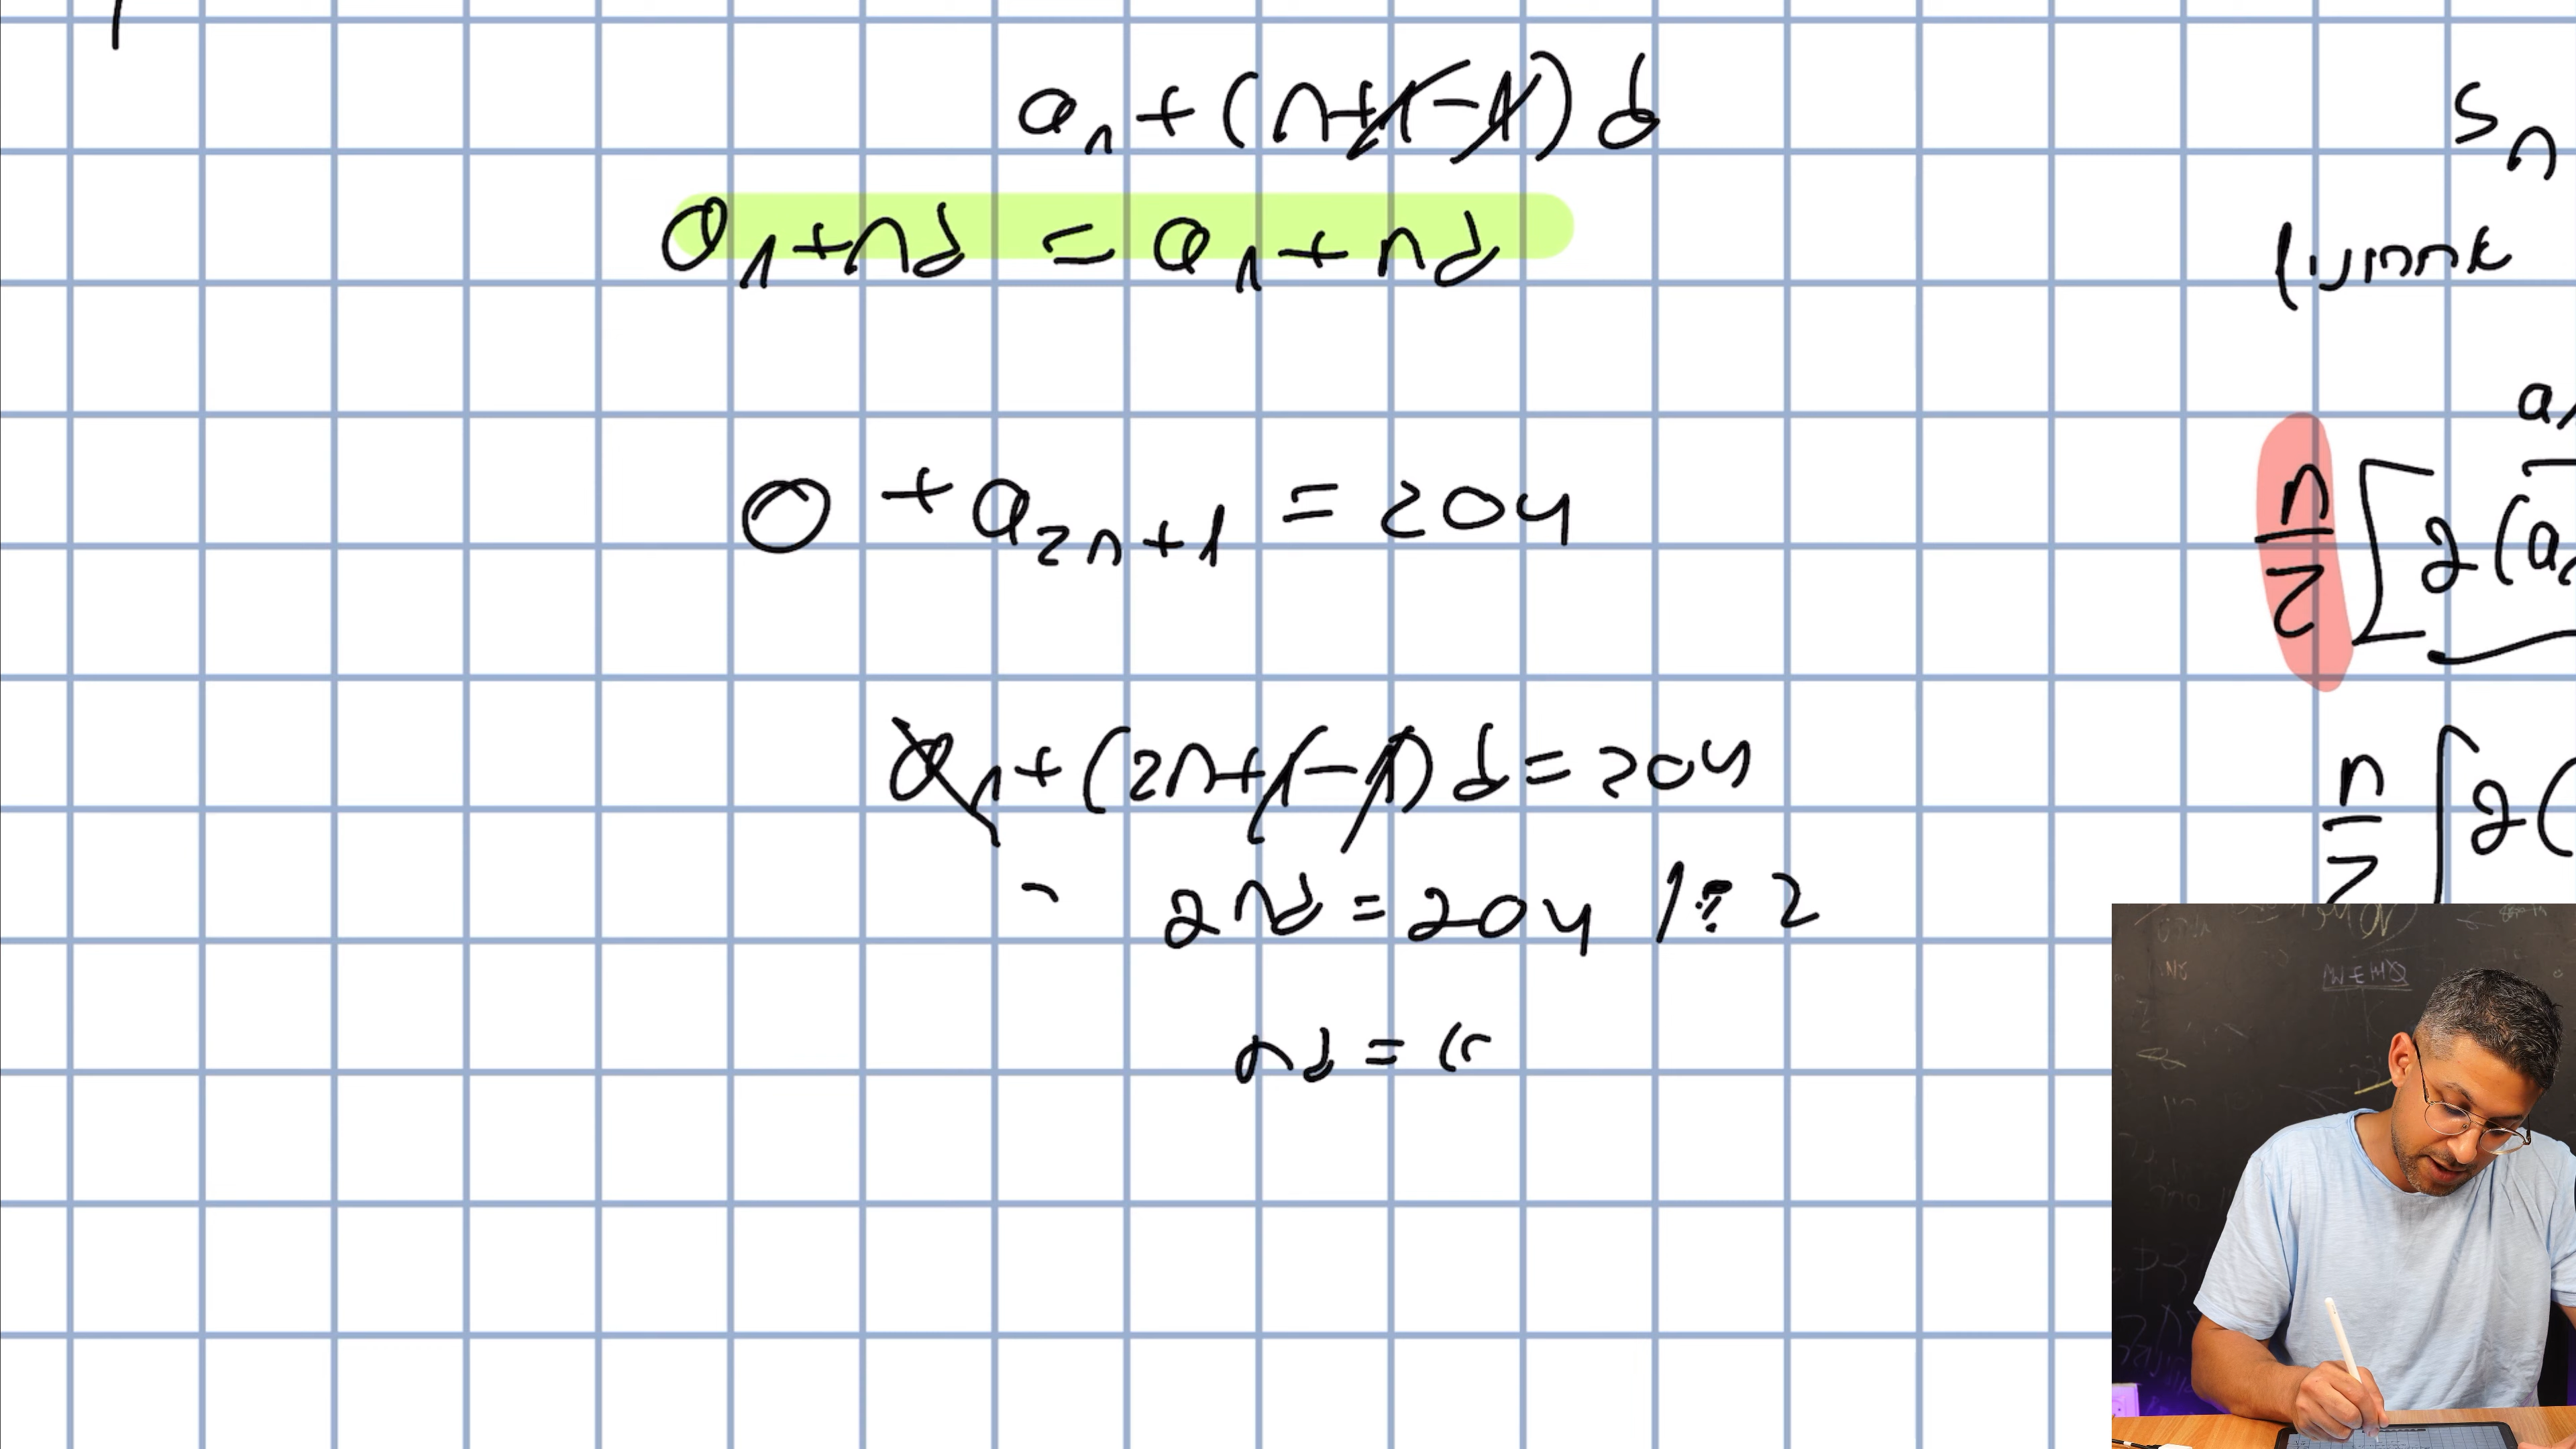 a₁ + (n+1-1) d
a₁+nd = a₁+nd
0 + a₂ₙ₊₁ = 204
a₁ + (2n+1-1) d = 204
2nd = 204 /: 2
nd =
Sₙ
n/2 [ 2(a
n/2 [ 2(